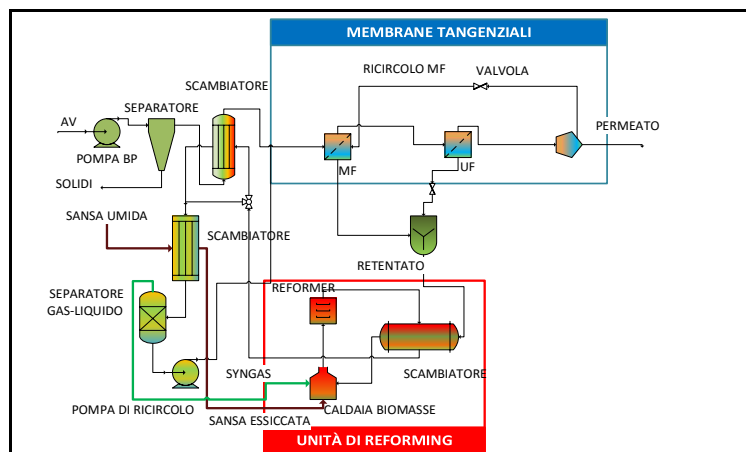 MEMBRANE TANGENZIALI
RICIRCOLO MF
VALVOLA
SCAMBIATORE
SEPARATORE
AV
PERMEATO
POMPA BP
MF
UF
SOLIDI
SANSA UMIDA
SCAMBIATORE
RETENTATO
SEPARATORE
GAS-LIQUIDO
REFORMER
SYNGAS
SCAMBIATORE
POMPA DI RICIRCOLO
SANSA ESSICCATA
CALDAIA BIOMASSE
UNITÀ DI REFORMING